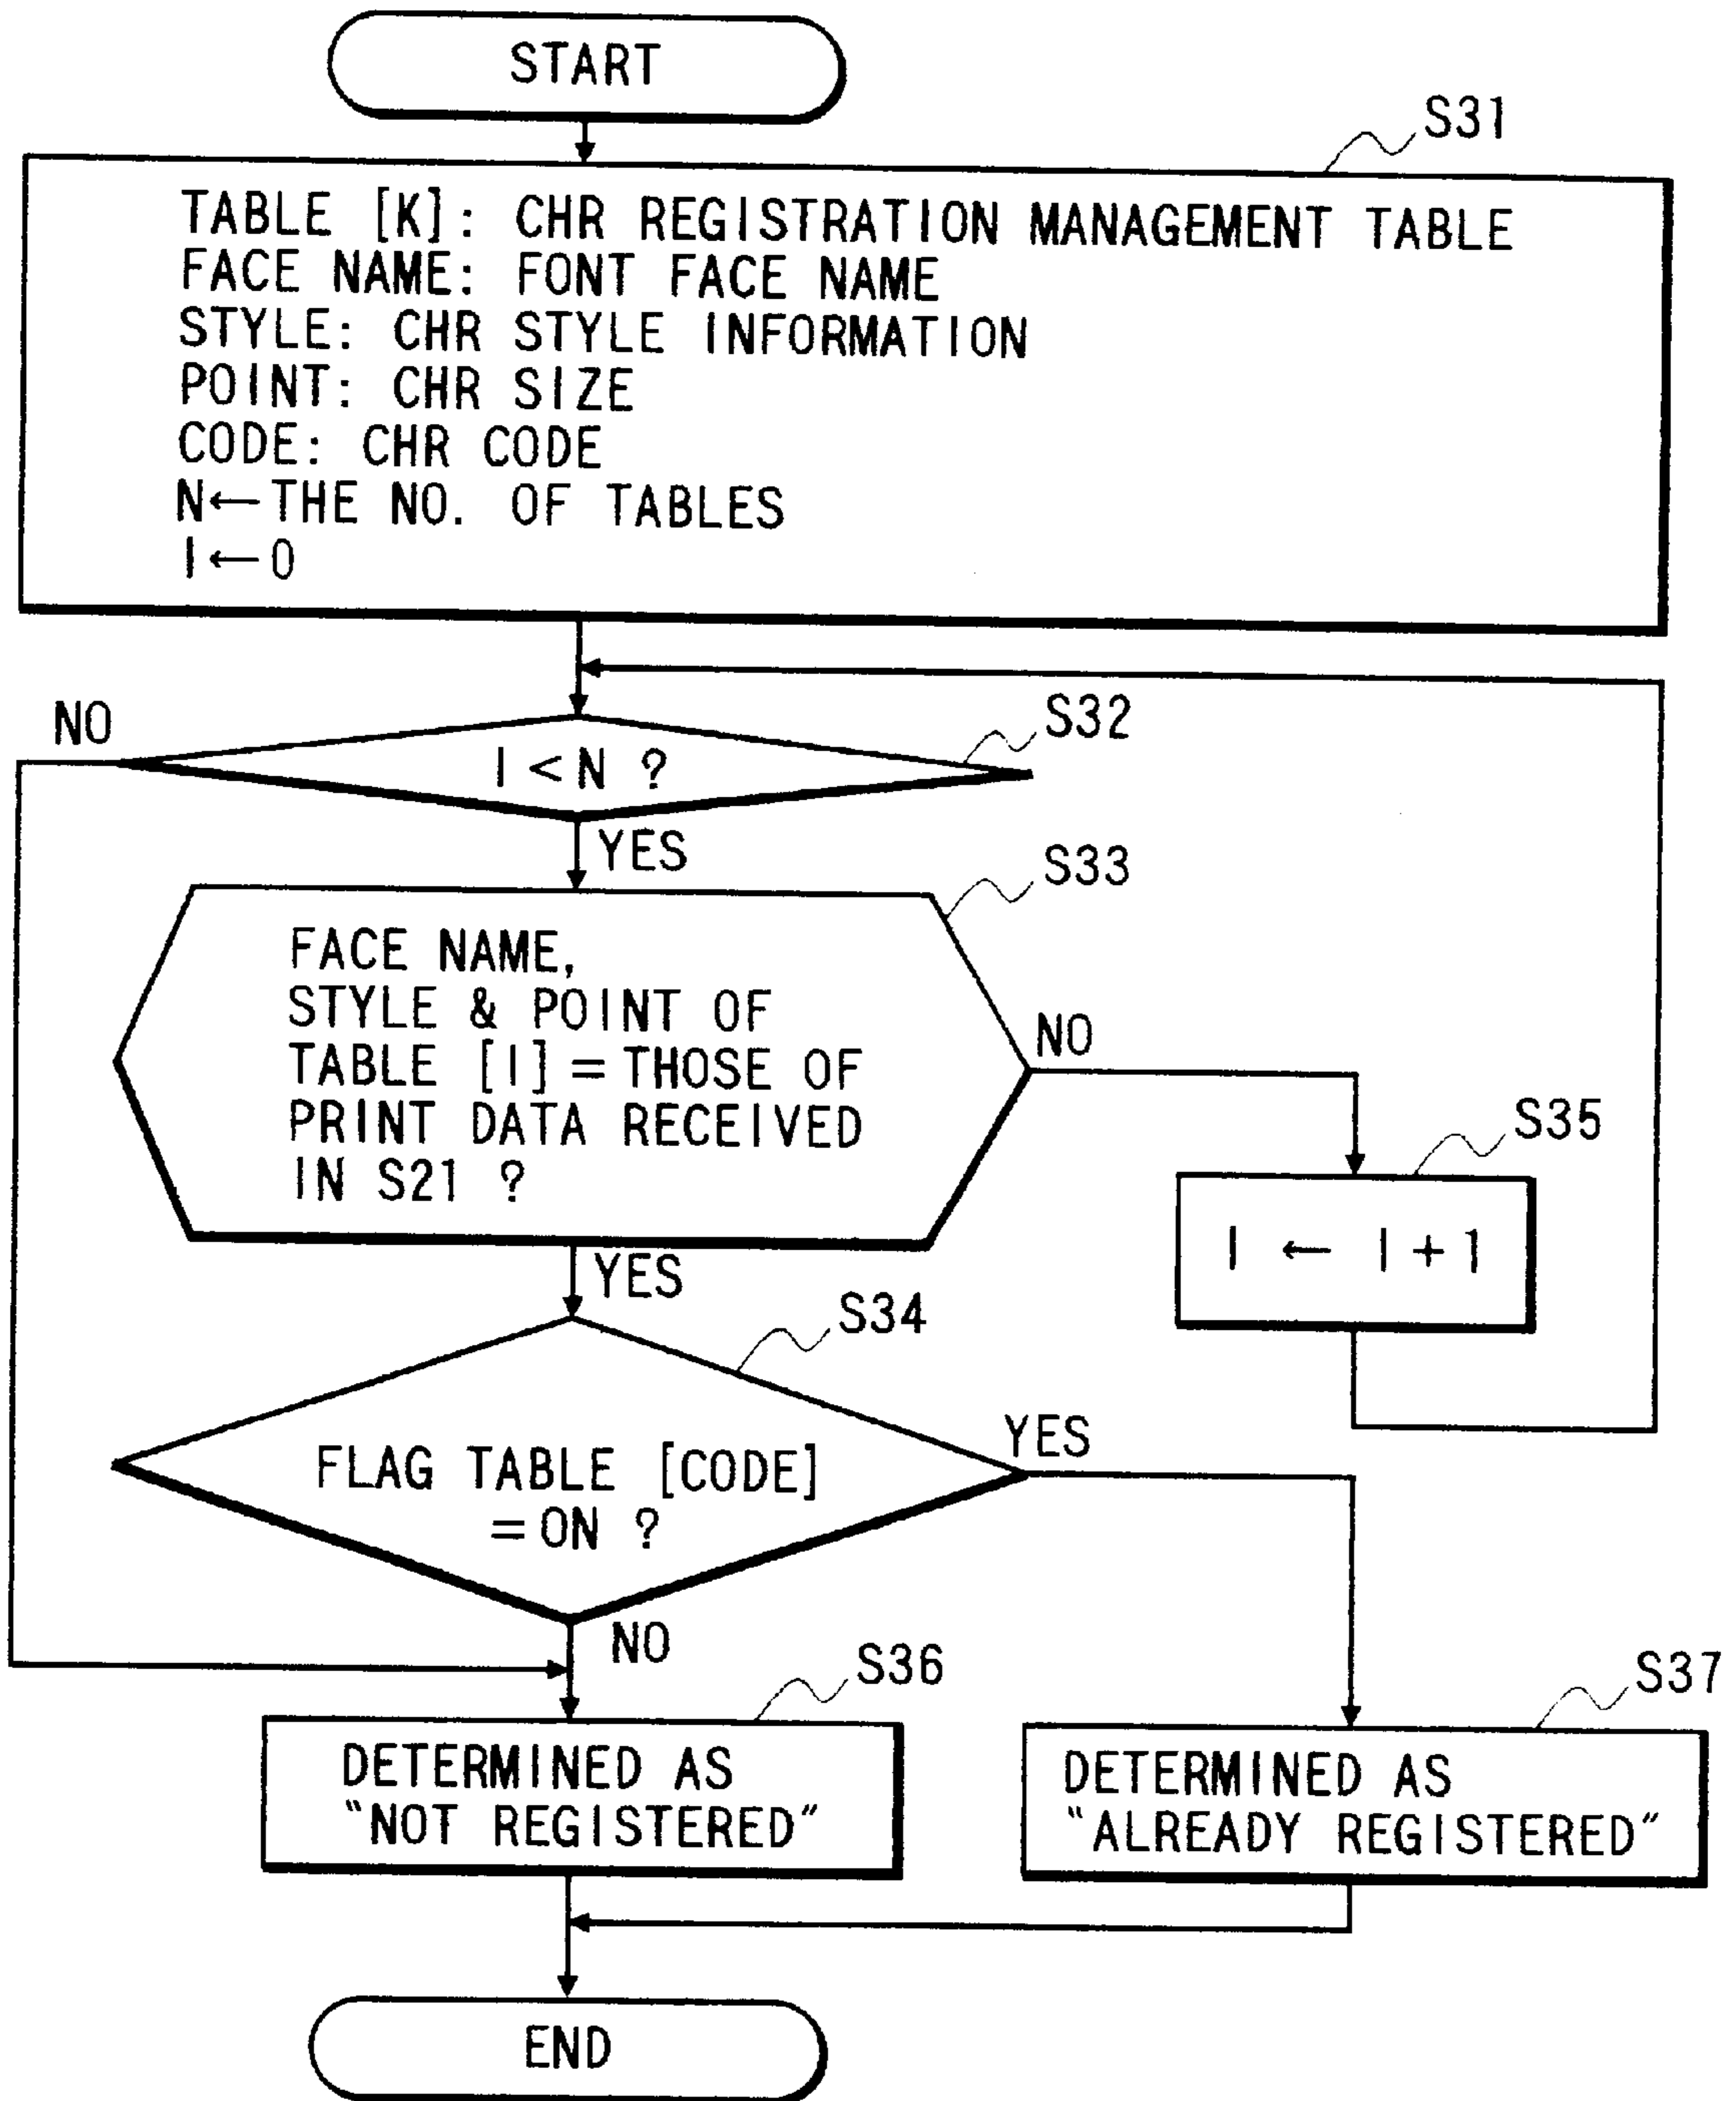 START
S31
TABLE [K]: CHR REGISTRATION MANAGEMENT TABLE
FACE NAME: FONT FACE NAME
STYLE: CHR STYLE INFORMATION
POINT: CHR SIZE
CODE: CHR CODE
N←THE NO. OF TABLES
I←0
NO
S32
I<N ?
YES
S33
FACE NAME,
STYLE & POINT OF
TABLE [I]=THOSE OF
PRINT DATA RECEIVED
IN S21 ?
NO
S35
I ← I+1
YES
S34
FLAG TABLE [CODE]
=ON ?
YES
NO
S36
DETERMINED AS
"NOT REGISTERED"
S37
DETERMINED AS
"ALREADY REGISTERED"
END